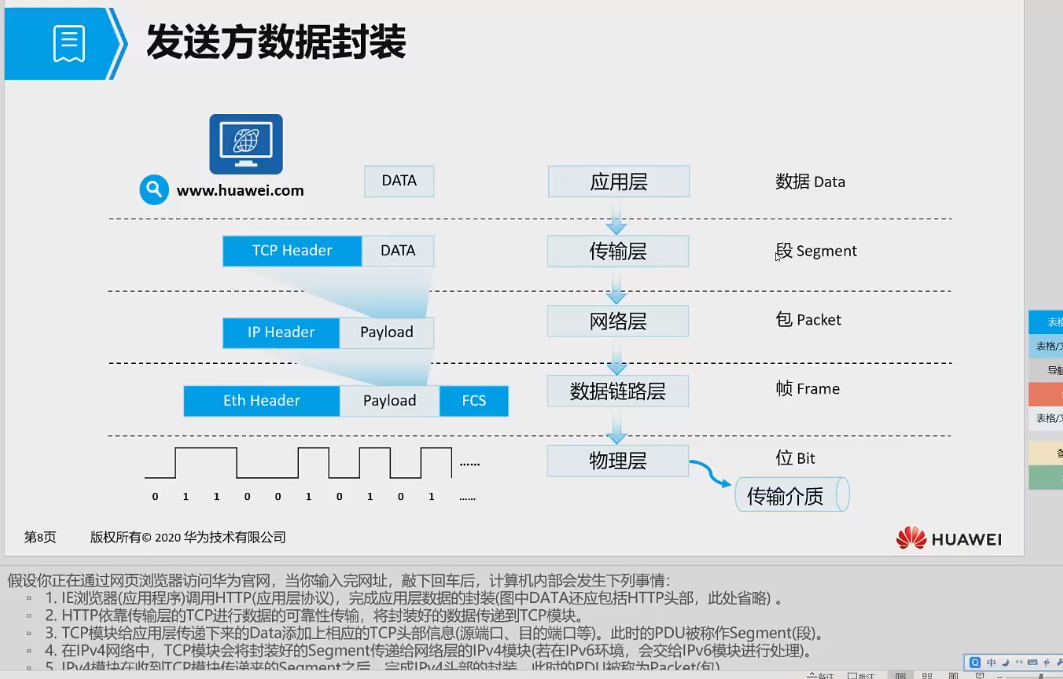 发送方数据封装
www.huawei.com
DATA
应用层
数据 Data
TCP Header
DATA
传输层
段 Segment
IP Header
Payload
网络层
包 Packet
Eth Header
Payload
FCS
数据链路层
帧 Frame
......
物理层
位 Bit
0 1 1 0 0 1 0 1 0 1 ......
传输介质
第8页
版权所有© 2020 华为技术有限公司
HUAWEI
表格
表格/
导航
表格/
假设你正在通过网页浏览器访问华为官网，当你输入完网址，敲下回车后，计算机内部会发生下列事情：
1. IE浏览器(应用程序)调用HTTP(应用层协议)，完成应用层数据的封装(图中DATA还应包括HTTP头部，此处省略) 。
2. HTTP依靠传输层的TCP进行数据的可靠性传输，将封装好的数据传递到TCP模块。
3. TCP模块给应用层传递下来的Data添加上相应的TCP头部信息(源端口、目的端口等)。此时的PDU被称作Segment(段)。
4. 在IPv4网络中，TCP模块会将封装好的Segment传递给网络层的IPv4模块(若在IPv6环境，会交给IPv6模块进行处理)。
5. IPv4模块在收到TCP模块传递来的Segment之后，完成IPv4头部的封装，此时的PDU被称为Packet(包)
中
备注
批注